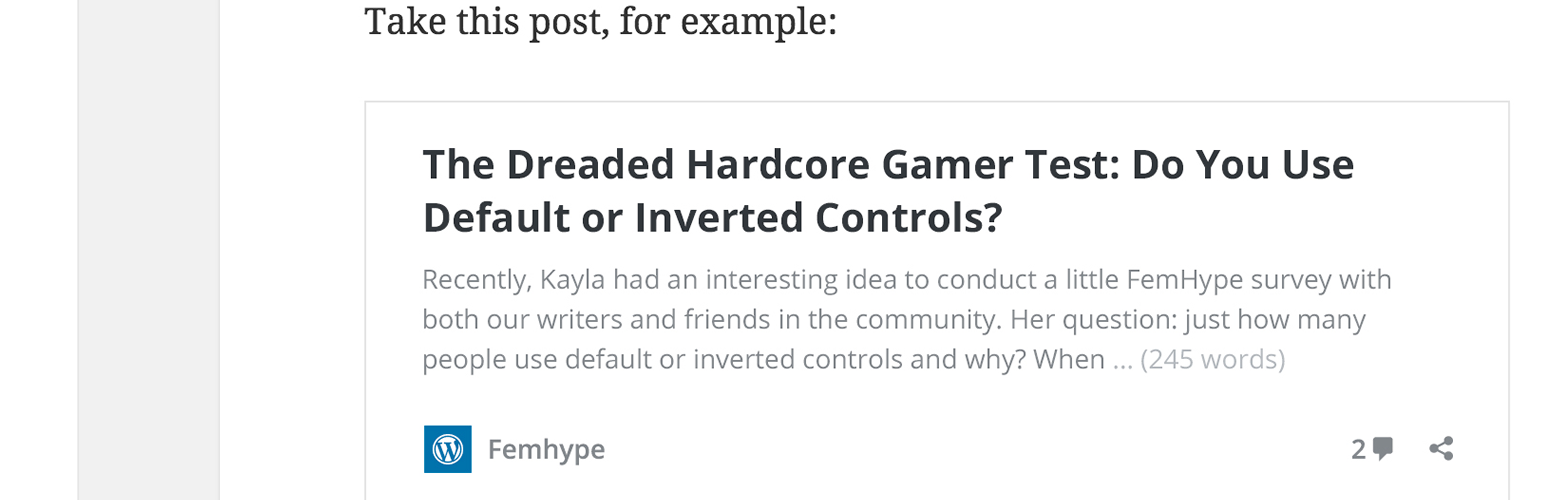 Take this post, for example:
The Dreaded Hardcore Gamer Test: Do You Use
Default or Inverted Controls?
Recently, Kayla had an interesting idea to conduct a little FemHype survey with
both our writers and friends in the community. Her question: just how many
people use default or inverted controls and why? When ... (245 words)
Femhype
2